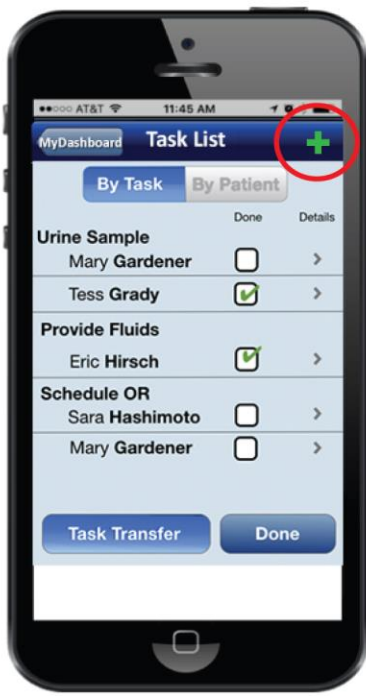 ●●○○○ AT&T 11:45 AM
MyDashboard Task List +
By Task By Patient
Done Details
Urine Sample
Mary Gardener >
Tess Grady >
Provide Fluids
Eric Hirsch >
Schedule OR
Sara Hashimoto >
Mary Gardener >
Task Transfer Done